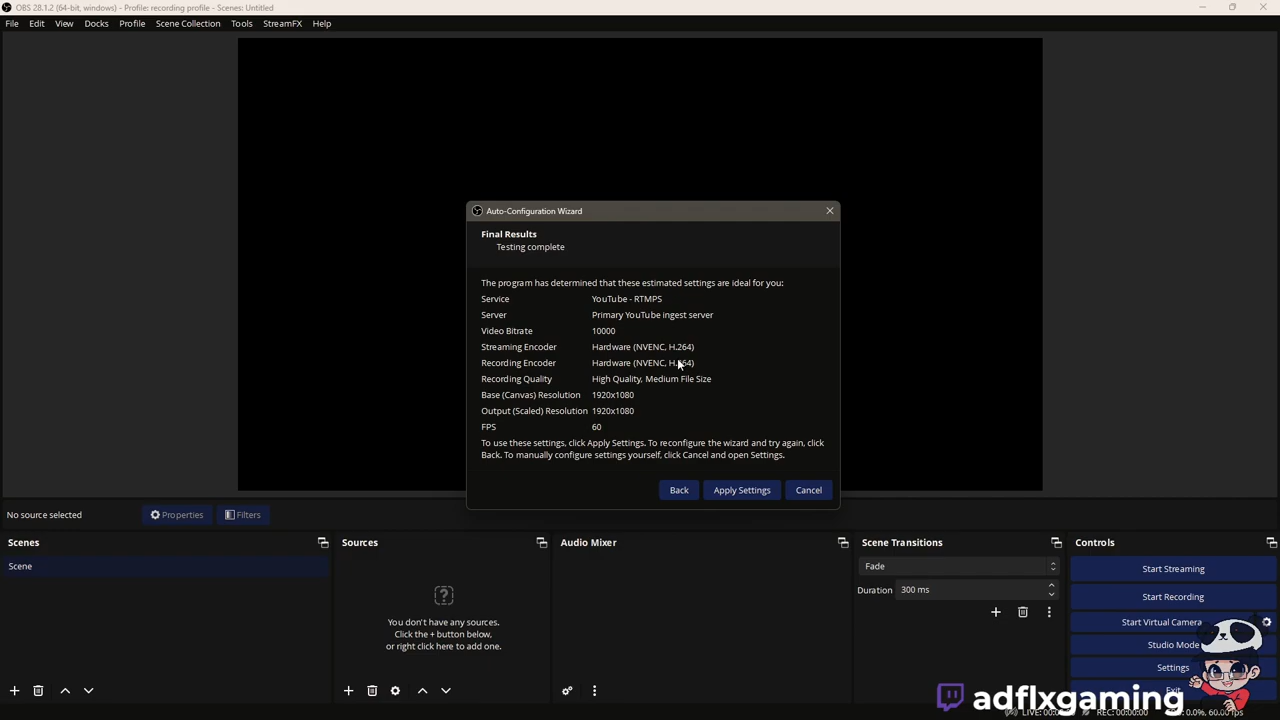 OBS 28.1.2 (64-bit, windows) - Profile: recording profile - Scenes: Untitled
File Edit View Docks Profile Scene Collection Tools StreamFX Help
Auto-Configuration Wizard
Final Results
Testing complete
The program has determined that these estimated settings are ideal for you:
Service YouTube - RTMPS
Server Primary YouTube ingest server
Video Bitrate 10000
Streaming Encoder Hardware (NVENC, H.264)
Recording Encoder Hardware (NVENC, H.264)
Recording Quality High Quality, Medium File Size
Base (Canvas) Resolution 1920x1080
Output (Scaled) Resolution 1920x1080
FPS 60
To use these settings, click Apply Settings. To reconfigure the wizard and try again, click
Back. To manually configure settings yourself, click Cancel and open Settings.
Back Apply Settings Cancel
No source selected Properties Filters
Scenes Sources Audio Mixer Scene Transitions Controls
Scene
You don't have any sources.
Click the + button below,
or right click here to add one.
Fade
Duration 300 ms
Start Streaming
Start Recording
Start Virtual Camera
Studio Mode
Settings
adflxgaming